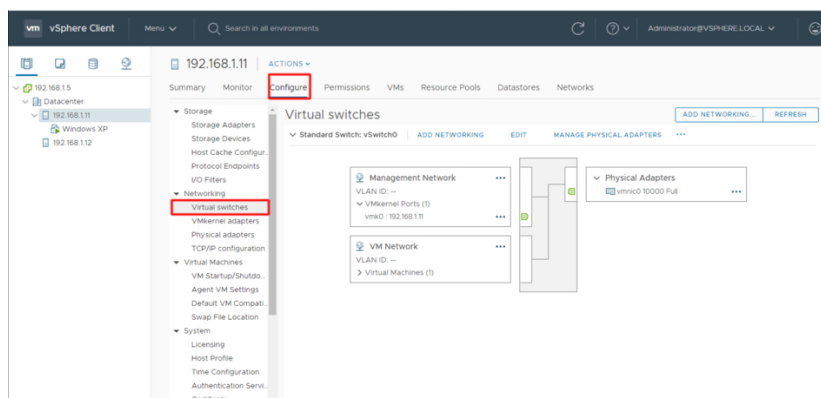 vm vSphere Client Menu Search in all environments Administrator@VSPHERE.LOCAL
192.168.1.11 ACTIONS
Summary Monitor Configure Permissions VMs Resource Pools Datastores Networks
192.168.1.5
Datacenter
192.168.1.11
Windows XP
192.168.1.12
Storage
Storage Adapters
Storage Devices
Host Cache Configur..
Protocol Endpoints
I/O Filters
Networking
Virtual switches
VMkernel adapters
Physical adapters
TCP/IP configuration
Virtual Machines
VM Startup/Shutdo..
Agent VM Settings
Default VM Compati..
Swap File Location
System
Licensing
Host Profile
Time Configuration
Authentication Servi..
Virtual switches ADD NETWORKING... REFRESH
Standard Switch: vSwitch0 ADD NETWORKING EDIT MANAGE PHYSICAL ADAPTERS ...
Management Network ...
VLAN ID: --
VMkernel Ports (1)
vmk0 : 192.168.1.11 ...
VM Network ...
VLAN ID: --
Virtual Machines (1)
Physical Adapters
vmnic0 10000 Full ...